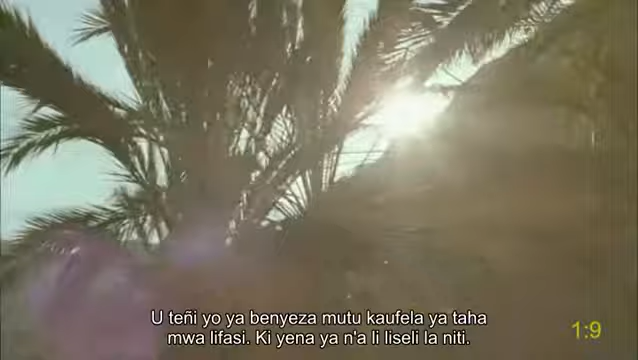 U teñi yo ya benyeza mutu kaufela ya taha
mwa lifasi. Ki yena ya n'a li liseli la niti.
1:9